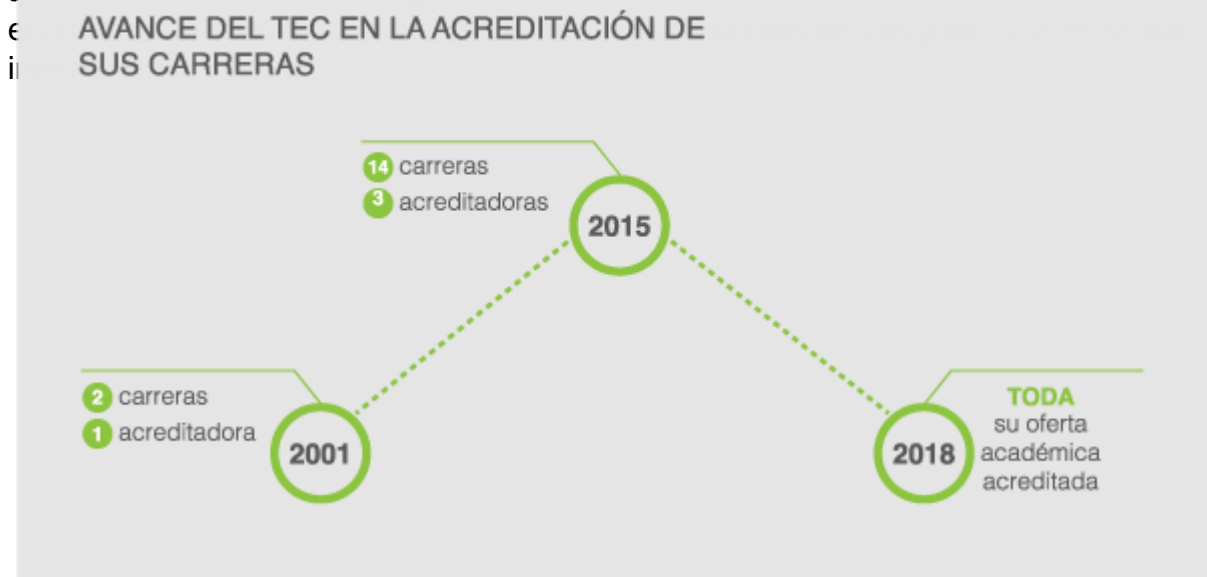 AVANCE DEL TEC EN LA ACREDITACIÓN DE
SUS CARRERAS
14 carreras
3 acreditadoras
2015
2 carreras
1 acreditadora
2001
2018
TODA
su oferta
académica
acreditada